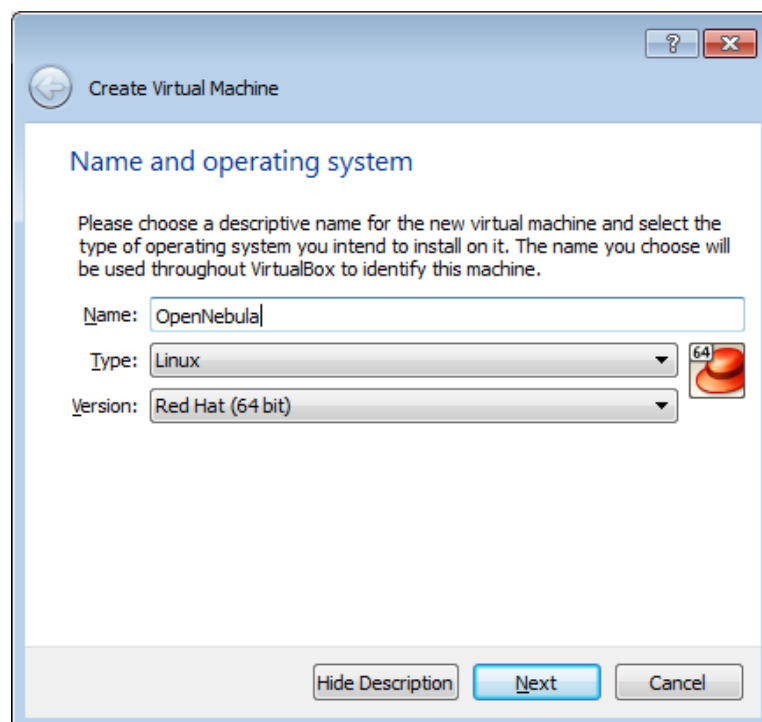 Create Virtual Machine
Name and operating system
Please choose a descriptive name for the new virtual machine and select the
type of operating system you intend to install on it. The name you choose will
be used throughout VirtualBox to identify this machine.
Name: OpenNebula
Type: Linux
64
Version: Red Hat (64 bit)
Hide Description Next Cancel